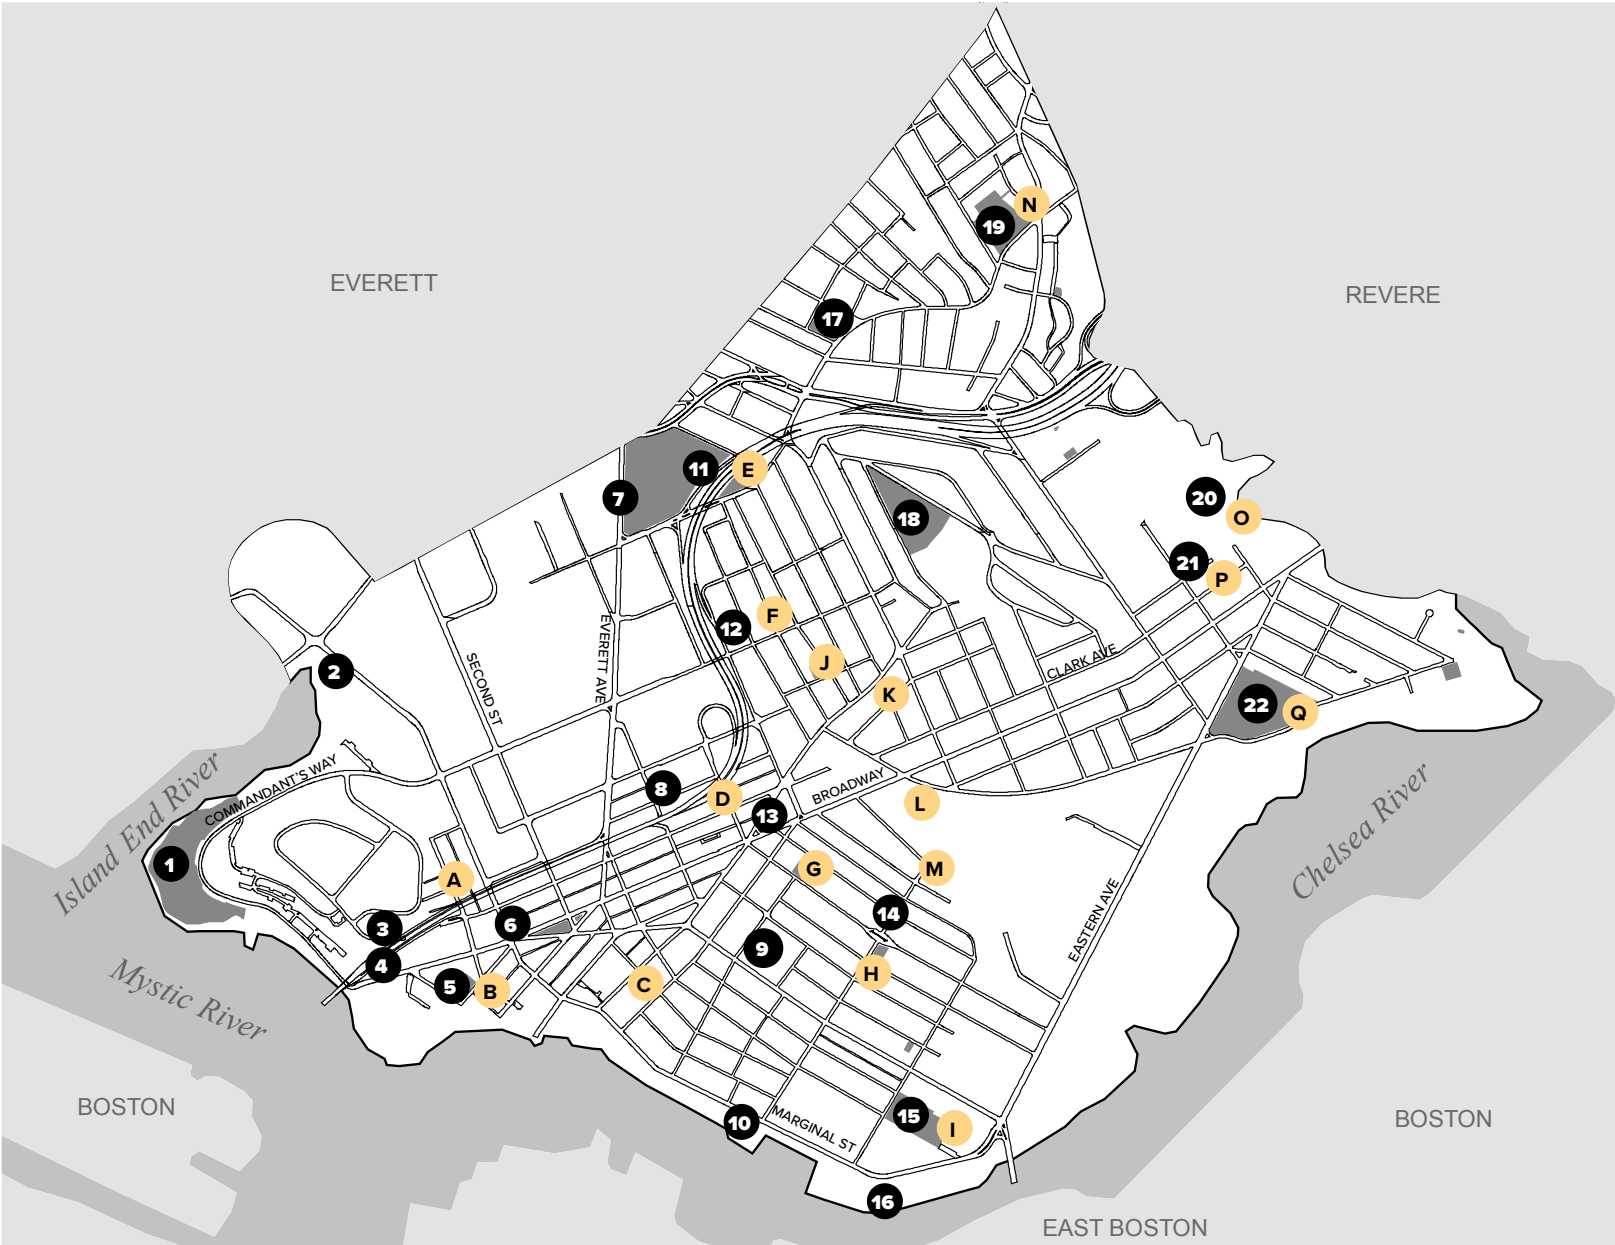 N
19
EVERETT
REVERE
17
11
E
7
20
O
18
21
P
F
12
EVERETT AVE
J
CLARK AVE
2
SECOND ST
K
22
Q
COMMANDANT'S WAY
8
BROADWAY
D
L
13
Island End River
Chelsea River
1
G
M
A
14
EASTERN AVE
6
3
9
4
H
5
B
C
Mystic River
BOSTON
MARGINAL ST
15
10
I
BOSTON
16
EAST BOSTON